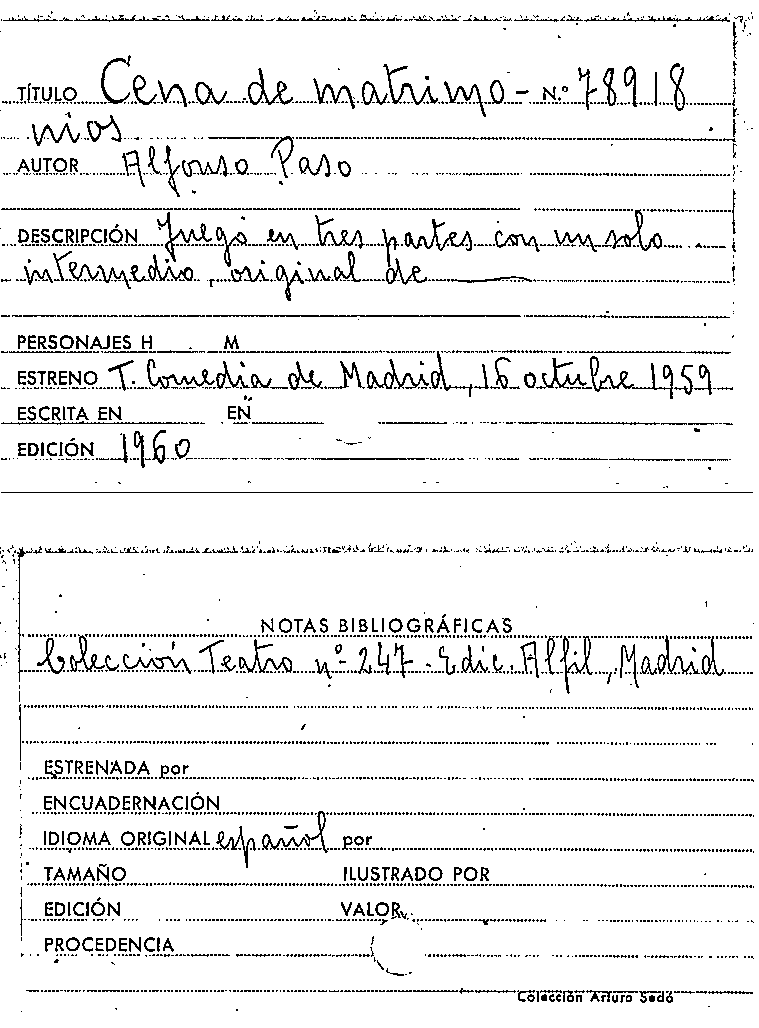 TÍTULO Cena de matrimo- N.º 78918
nios
AUTOR Alfonso Paso
DESCRIPCIÓN Juego en tres partes con un solo
intermedio, original de ——
PERSONAJES H M
ESTRENO T. Comedia de Madrid, 16 octubre 1959
ESCRITA EN EN
EDICIÓN 1960
NOTAS BIBLIOGRÁFICAS
Colección Teatro nº 247. Edic. Alfil, Madrid
ESTRENADA por
ENCUADERNACIÓN
IDIOMA ORIGINAL español por
TAMAÑO ILUSTRADO POR
EDICIÓN VALOR
PROCEDENCIA
Colección Arturo Sedó